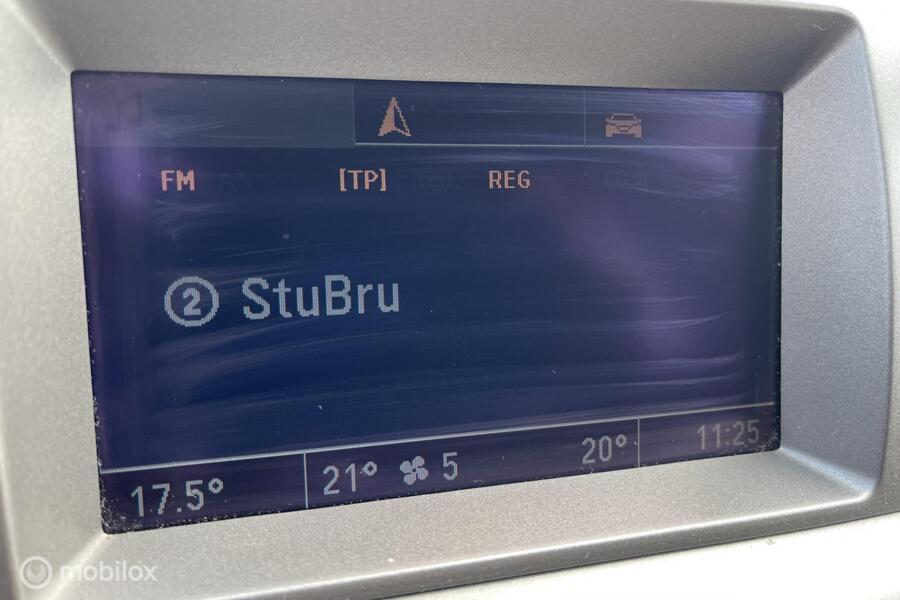 FM [TP] REG
2 StuBru
17.5° 21° 5 20° 11:25
mobilox